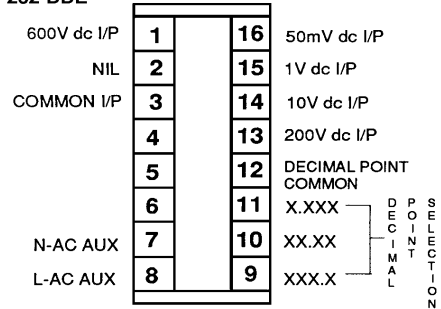 600V dc I/P 1 16 50mV dc I/P
NIL 2 15 1V dc I/P
COMMON I/P 3 14 10V dc I/P
4 13 200V dc I/P
5 12 DECIMAL POINT
COMMON
6 11 X.XXX
N-AC AUX 7 10 XX.XX
L-AC AUX 8 9 XXX.X
DECIMAL
POINT
SELECTION